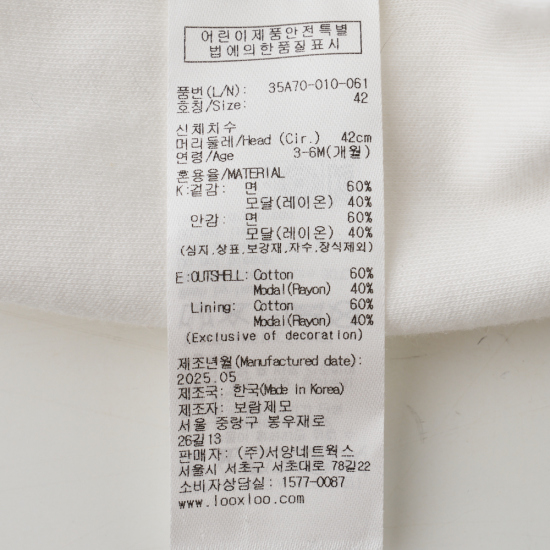 어린이제품안전특별
법에의한품질표시
품번(L/N): 35A70-010-061
호칭/Size: 42
신체치수
머리둘레/Head (Cir.) 42cm
연령/Age 3-6M(개월)
혼용율/MATERIAL
K:겉감: 면 60%
모달(레이온) 40%
안감: 면 60%
모달(레이온) 40%
(심지,상표,보강재,자수,장식제외)
E:OUTSHELL: Cotton 60%
Modal(Rayon) 40%
Lining: Cotton 60%
Modal(Rayon) 40%
(Exclusive of decoration)
제조년월(Manufactured date):
2025.05
제조국: 한국(Made in Korea)
제조자: 보람제모
서울 중랑구 봉우재로
26길13
판매자: (주)서양네트웍스
서울시 서초구 서초대로 78길22
소비자상담실: 1577-0087
www.looxloo.com